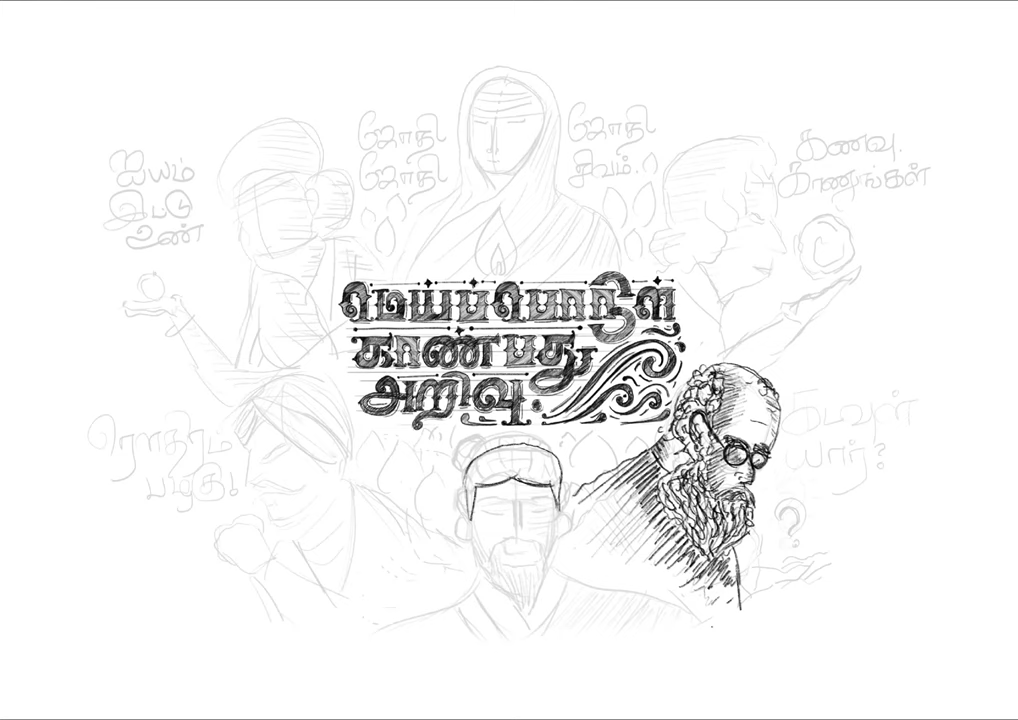 ஜோதி
ஜோதி
ஜோதி
சிவம்.
ஐயம்
இட்டு
உண்
கனவு.
காணுங்கள்
மெய்ப்பொருள்
காண்பது
அறிவு.
ரௌதிரம்
பழகு!
கடவுள்
யார்?
?